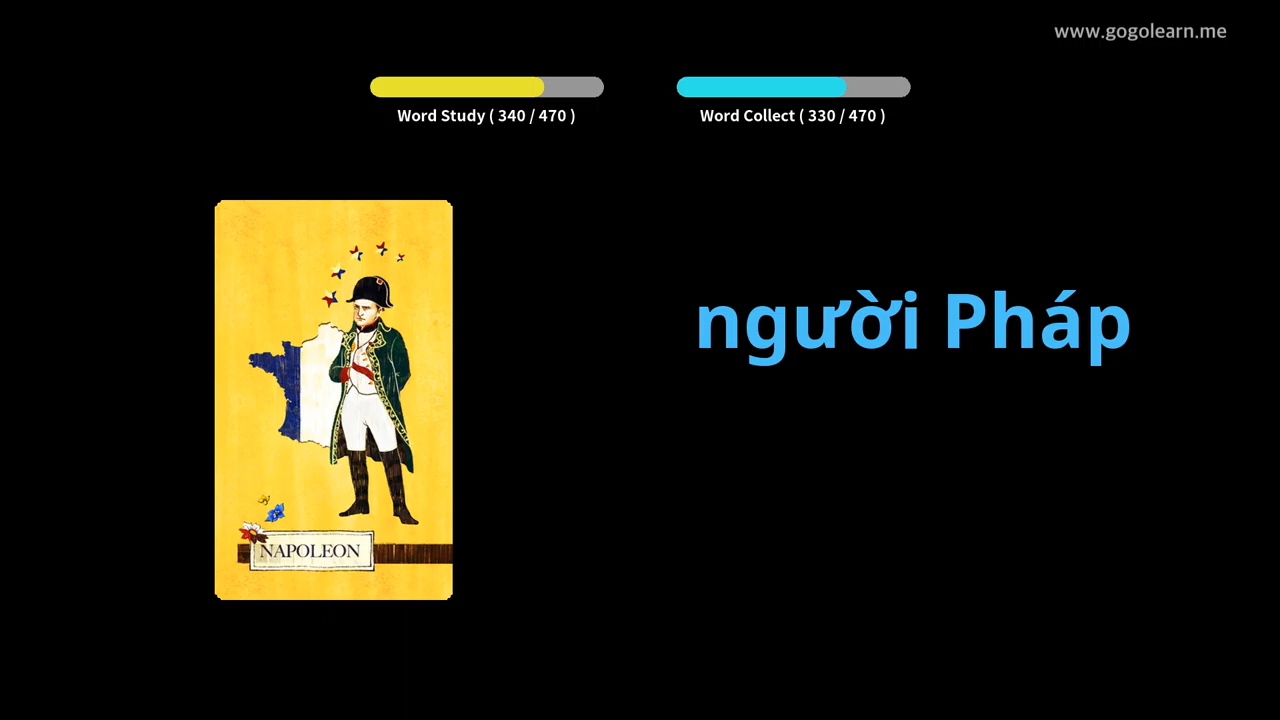 www.gogolearn.me
Word Study ( 340 / 470 )
Word Collect ( 330 / 470 )
người Pháp
NAPOLEON